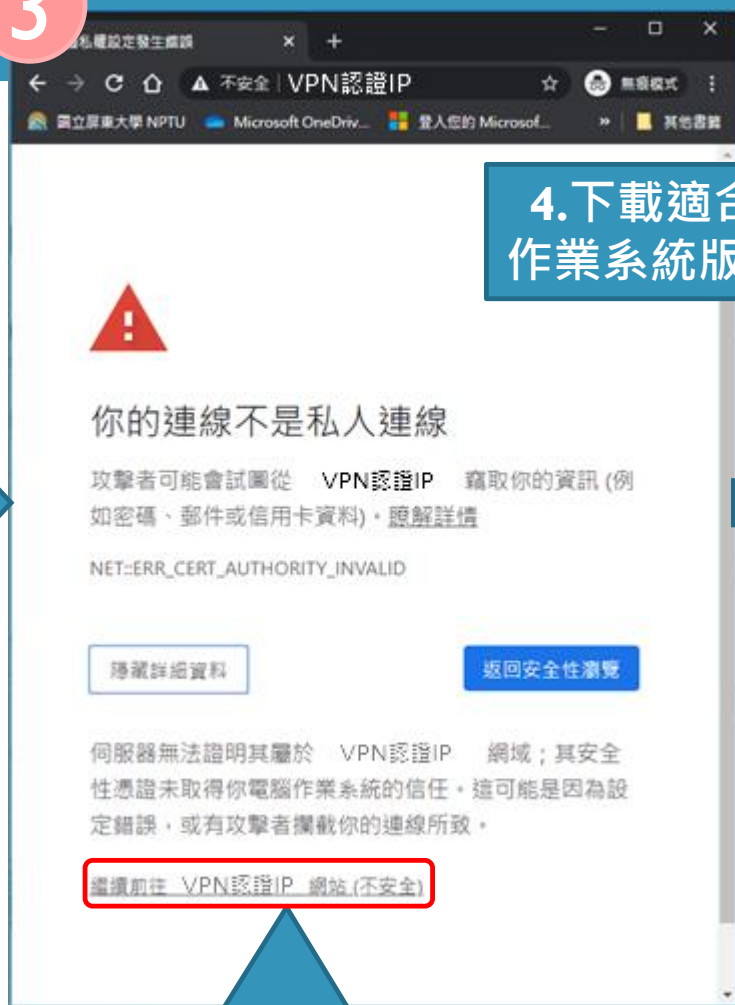 3
私權設定發生錯誤
不安全 | VPN認證IP
無痕模式
國立屏東大學 NPTU
Microsoft OneDriv...
登入您的 Microsof...
其他書籤
4.下載適合
作業系統版
你的連線不是私人連線
攻擊者可能會試圖從 VPN認證IP 竊取你的資訊 (例
如密碼、郵件或信用卡資料)。瞭解詳情
NET::ERR_CERT_AUTHORITY_INVALID
隱藏詳細資料
返回安全性瀏覽
伺服器無法證明其屬於 VPN認證IP 網域；其安全
性憑證未取得你電腦作業系統的信任。這可能是因為設
定錯誤，或有攻擊者攔截你的連線所致。
繼續前往 VPN認證IP 網站 (不安全)